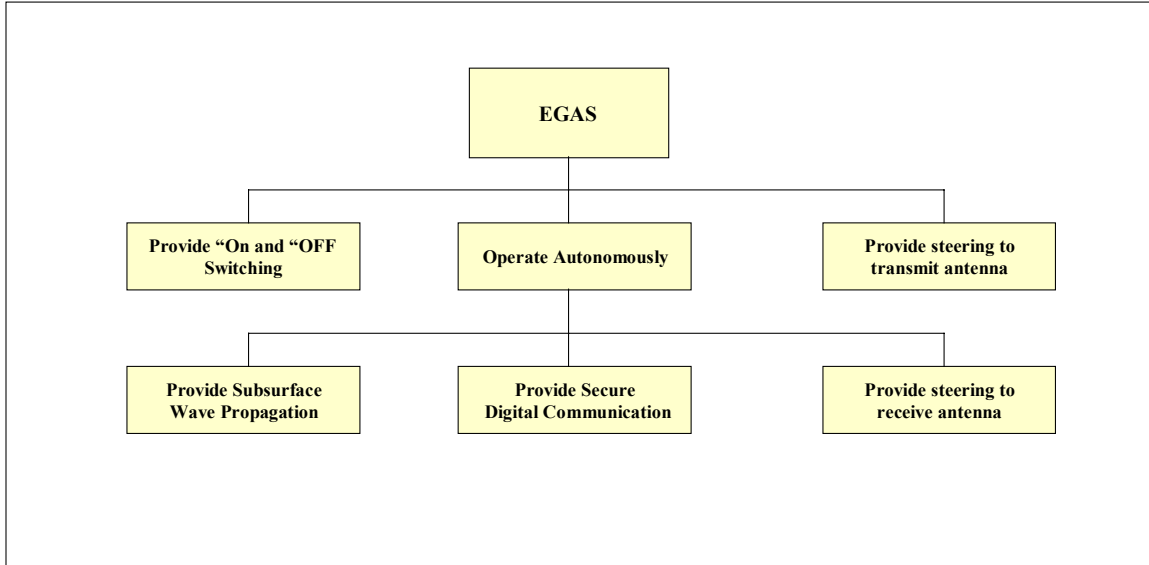 EGAS
Provide “On and “OFF
Switching
Operate Autonomously
Provide steering to
transmit antenna
Provide Subsurface
Wave Propagation
Provide Secure
Digital Communication
Provide steering to
receive antenna